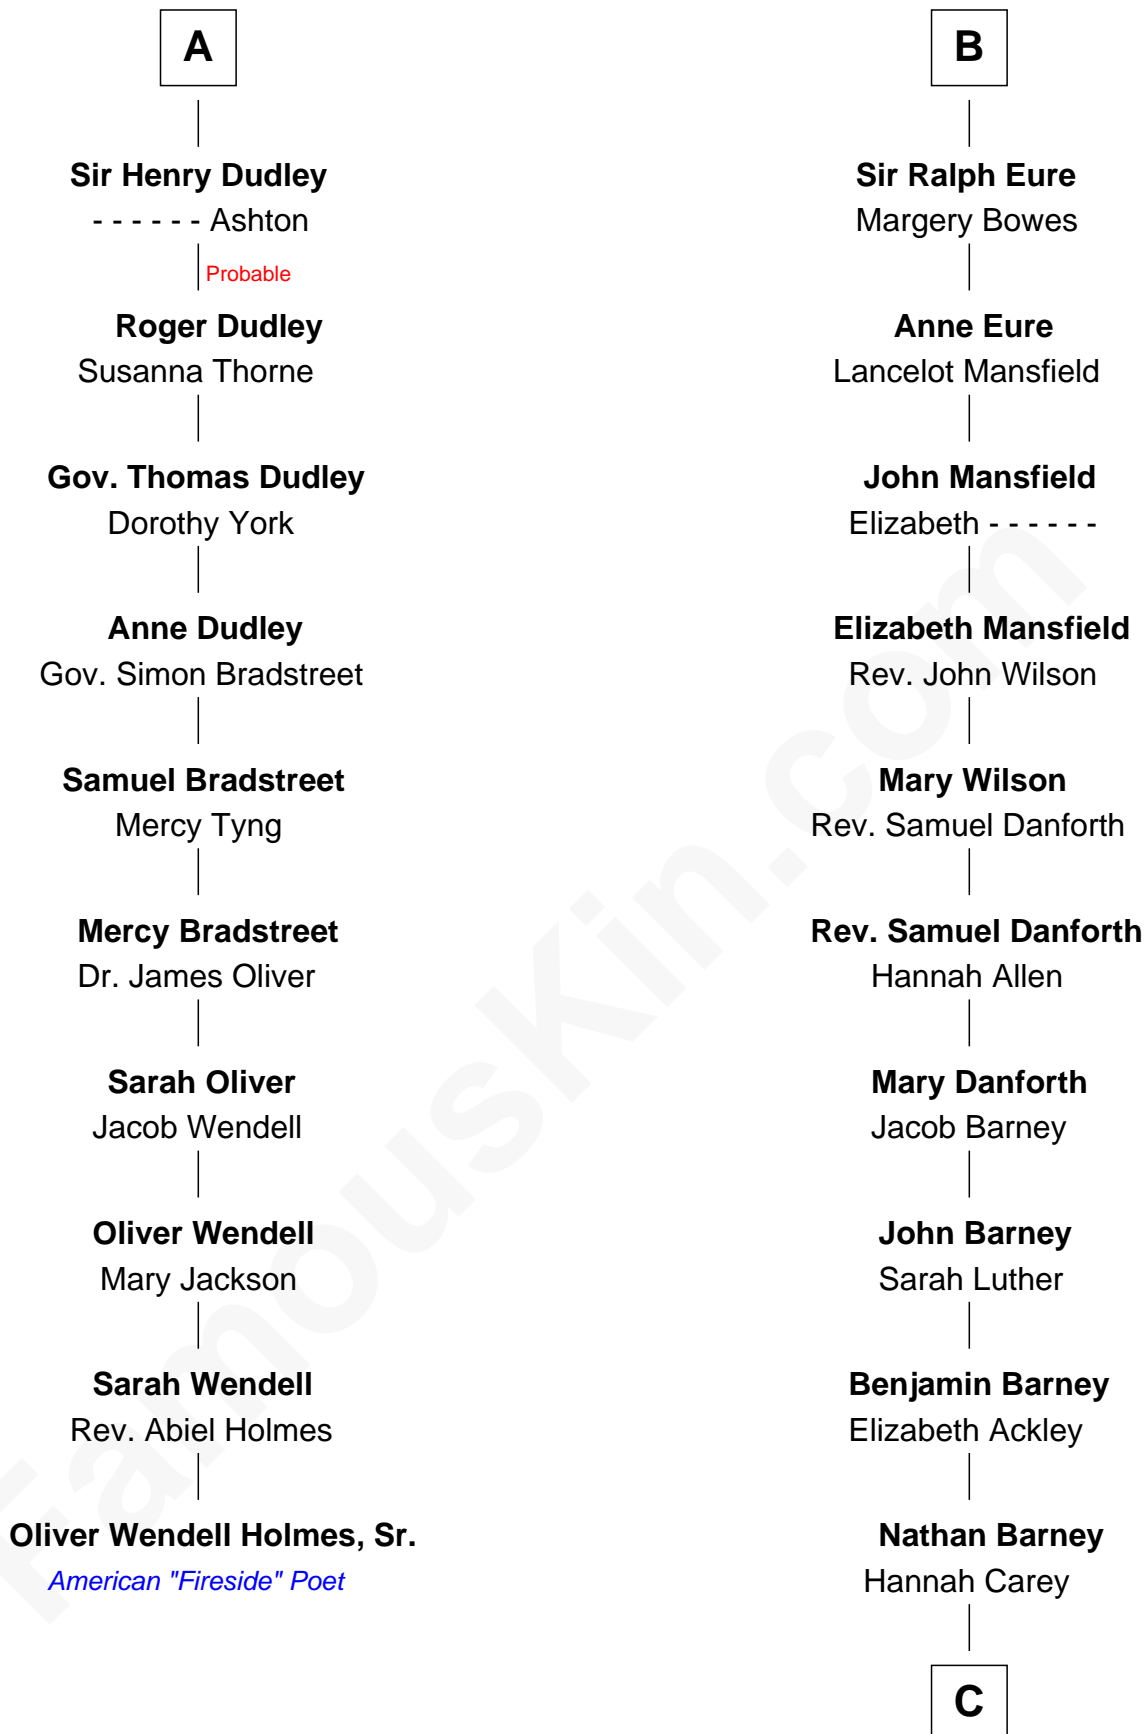 A
Sir Henry Dudley
- - - - - - Ashton
Probable
Roger Dudley
Susanna Thorne
Gov. Thomas Dudley
Dorothy York
Anne Dudley
Gov. Simon Bradstreet
Samuel Bradstreet
Mercy Tyng
Mercy Bradstreet
Dr. James Oliver
Sarah Oliver
Jacob Wendell
Oliver Wendell
Mary Jackson
Sarah Wendell
Rev. Abiel Holmes
Oliver Wendell Holmes, Sr.
American "Fireside" Poet
B
Sir Ralph Eure
Margery Bowes
Anne Eure
Lancelot Mansfield
John Mansfield
Elizabeth - - - - - -
Elizabeth Mansfield
Rev. John Wilson
Mary Wilson
Rev. Samuel Danforth
Rev. Samuel Danforth
Hannah Allen
Mary Danforth
Jacob Barney
John Barney
Sarah Luther
Benjamin Barney
Elizabeth Ackley
Nathan Barney
Hannah Carey
C
FamousKin.com